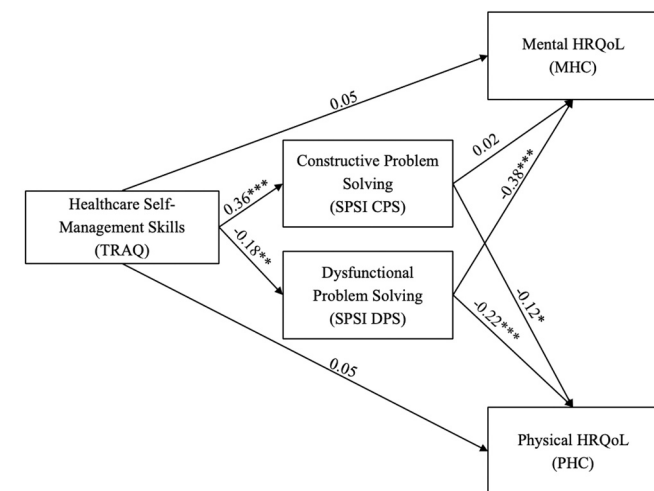 Mental HRQoL
(MHC)
0.05
Constructive Problem
Solving
(SPSI CPS)
0.02
-0.38***
Healthcare Self-
Management Skills
(TRAQ)
0.36***
-0.18**
Dysfunctional
Problem Solving
(SPSI DPS)
-0.12*
-0.22***
0.05
Physical HRQoL
(PHC)